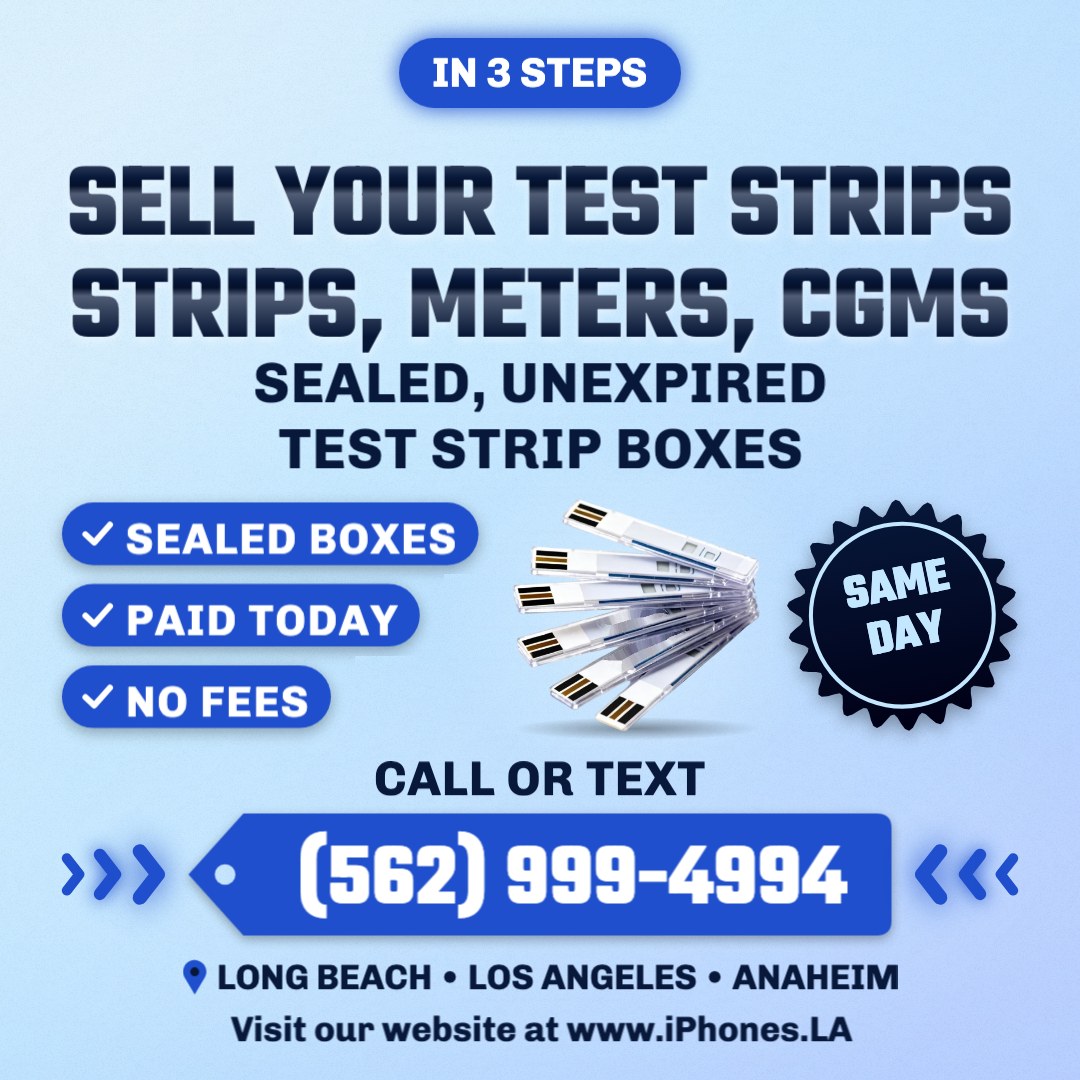 IN 3 STEPS
SELL YOUR TEST STRIPS
STRIPS, METERS, CGMS
SEALED, UNEXPIRED
TEST STRIP BOXES
SEALED BOXES
PAID TODAY
NO FEES
SAME
DAY
CALL OR TEXT
(562) 999-4994
LONG BEACH • LOS ANGELES • ANAHEIM
Visit our website at www.iPhones.LA